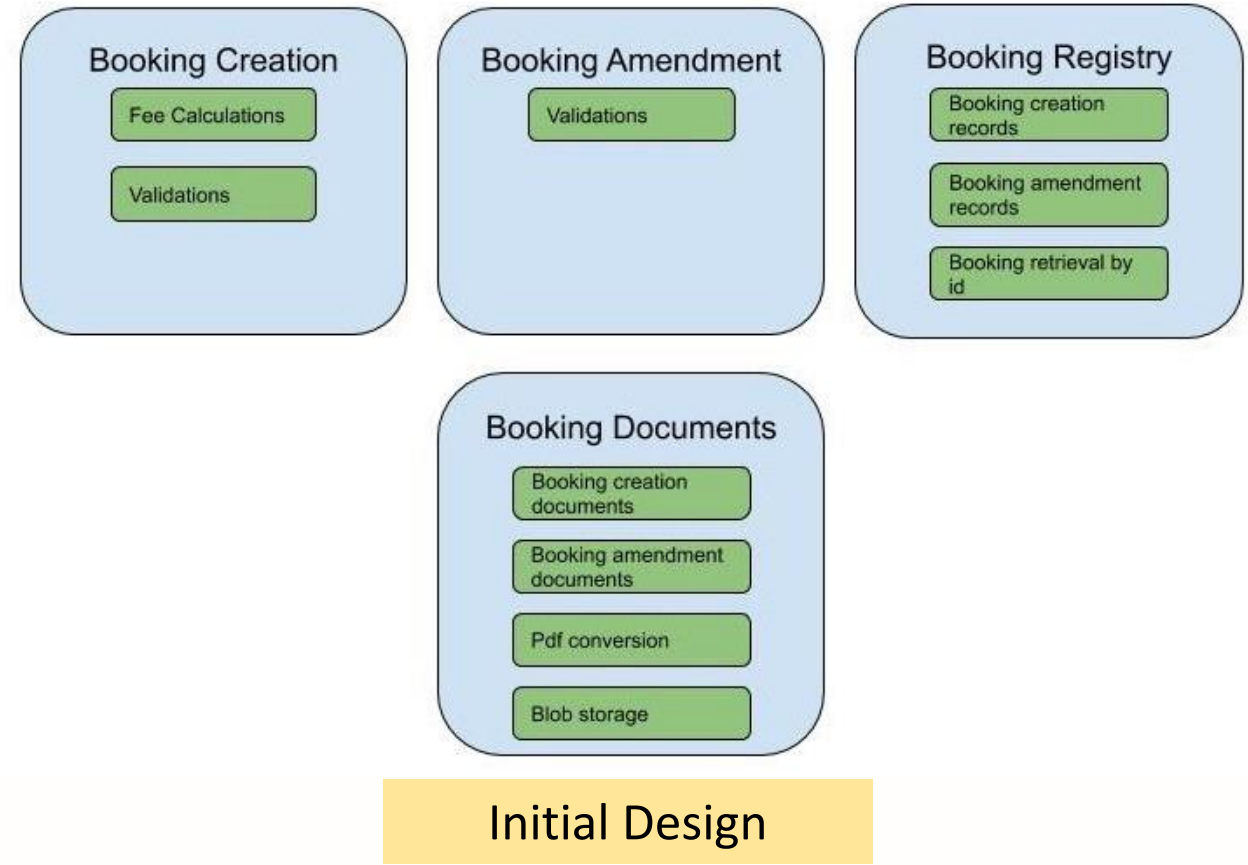 Booking Creation
Fee Calculations
Validations
Booking Amendment
Validations
Booking Registry
Booking creation
records
Booking amendment
records
Booking retrieval by
id
Booking Documents
Booking creation
documents
Booking amendment
documents
Pdf conversion
Blob storage
Initial Design